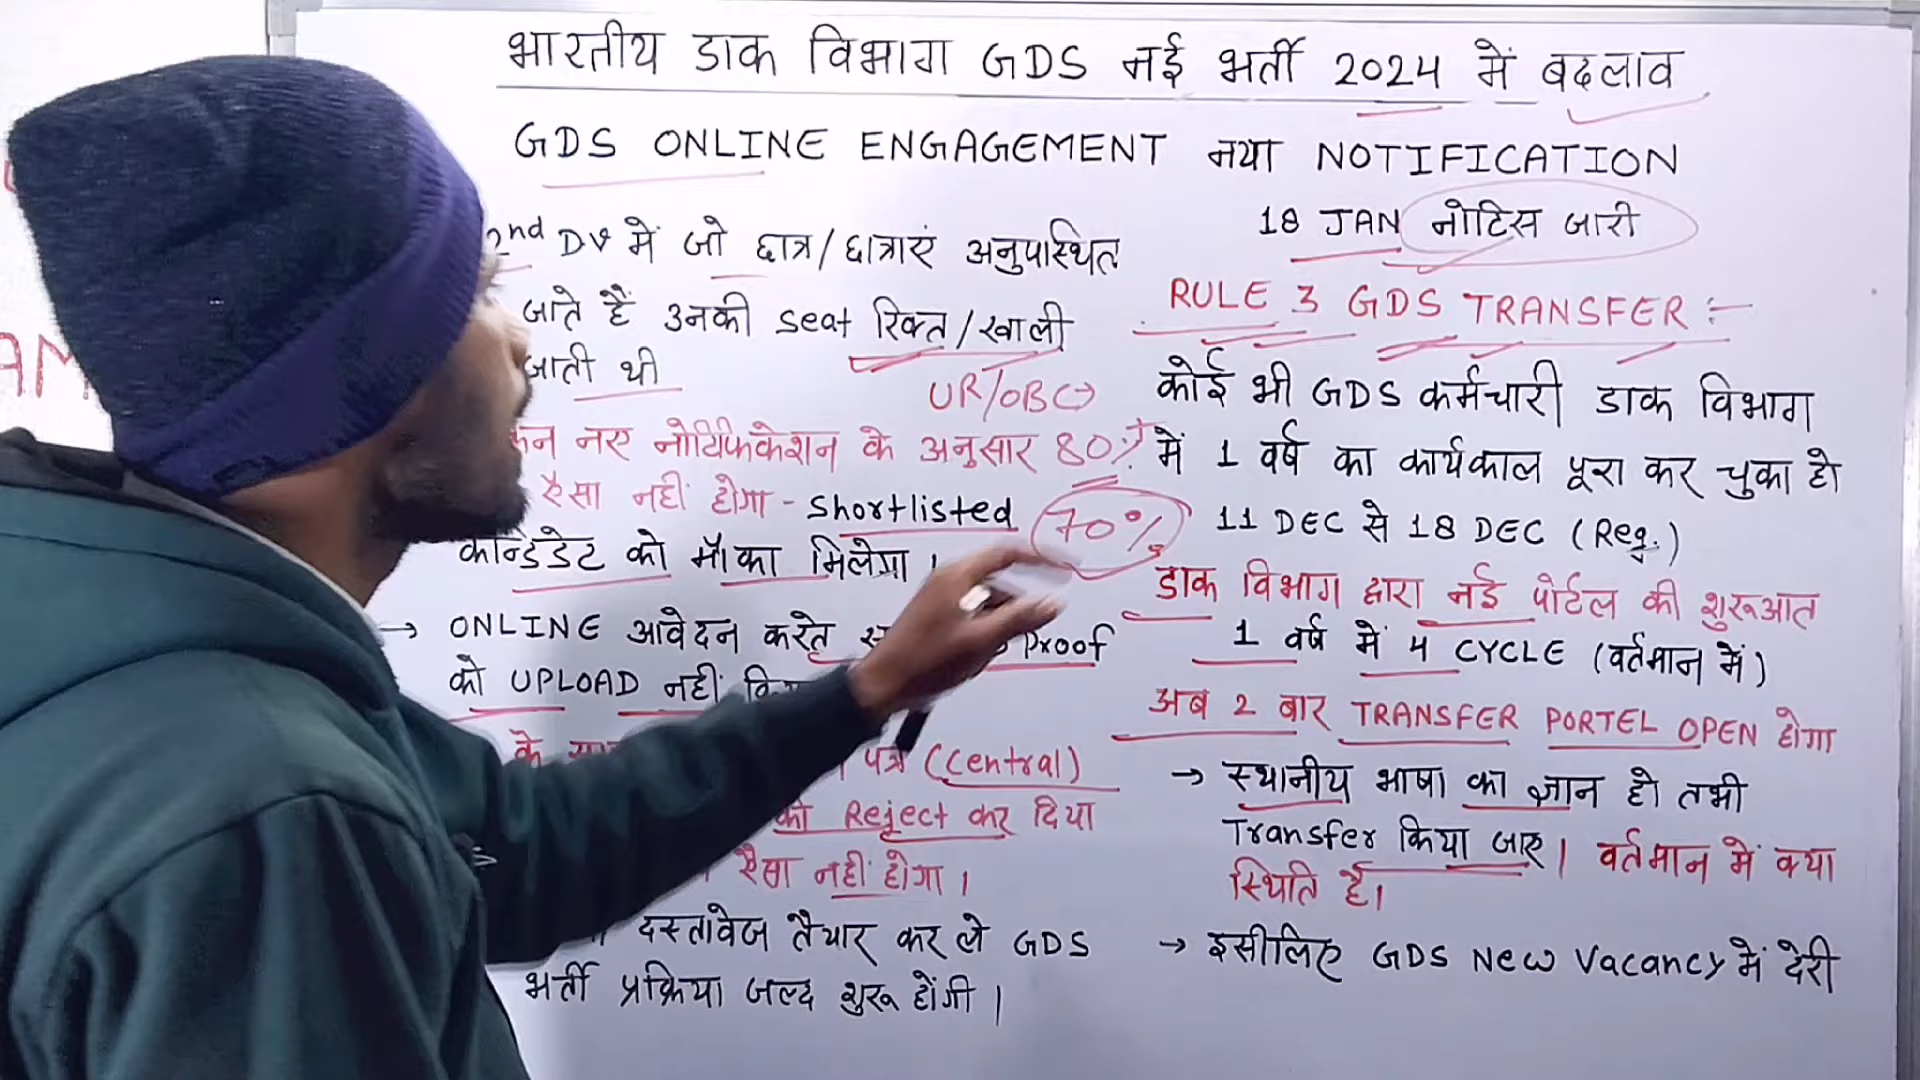 भारतीय डाक विभाग GDS नई भर्ती 2024 में बदलाव
GDS ONLINE ENGAGEMENT नया NOTIFICATION
2nd DV में जो छात्र/छात्राएं अनुपस्थित
जाते हैं उनकी seat रिक्त/खाली
जाती थी
UR/OBC→
नए नोटिफिकेशन के अनुसार 80%
ऐसा नहीं होगा - Shortlisted 70%
कान्डेडेट को मौका मिलेगा ।
→ ONLINE आवेदन करते Proof
को UPLOAD नहीं
के पत्र (Central)
को Reject कर दिया
ऐसा नहीं होगा ।
दस्तावेज तैयार कर ले GDS
भर्ती प्रक्रिया जल्द शुरू होंगी ।
18 JAN नोटिस जारी
RULE 3 GDS TRANSFER :-
कोई भी GDS कर्मचारी डाक विभाग
में 1 वर्ष का कार्यकाल पूरा कर चुका हो
11 DEC से 18 DEC (Reg.)
डाक विभाग द्वारा नई पोर्टल की शुरूआत
1 वर्ष में 4 CYCLE (वर्तमान में)
अब 2 बार TRANSFER PORTEL OPEN होगा
→ स्थानीय भाषा का ज्ञान हो तभी
Transfer किया जाए । वर्तमान में क्या
स्थिति है।
→ इसीलिए GDS New Vacancy में देरी